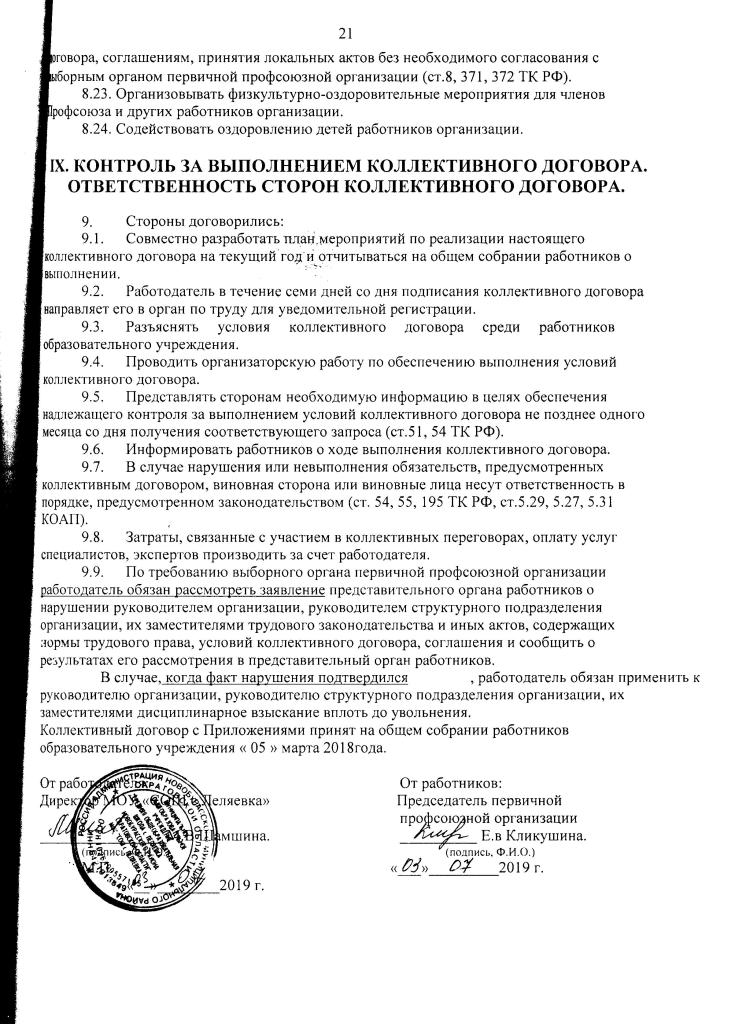 21
договора, соглашениям, принятия локальных актов без необходимого согласования с
выборным органом первичной профсоюзной организации (ст.8, 371, 372 ТК РФ).
8.23. Организовывать физкультурно-оздоровительные мероприятия для членов
Профсоюза и других работников организации.
8.24. Содействовать оздоровлению детей работников организации.
IX. КОНТРОЛЬ ЗА ВЫПОЛНЕНИЕМ КОЛЛЕКТИВНОГО ДОГОВОРА.
ОТВЕТСТВЕННОСТЬ СТОРОН КОЛЛЕКТИВНОГО ДОГОВОРА.
9. Стороны договорились:
9.1. Совместно разработать план мероприятий по реализации настоящего
коллективного договора на текущий год и отчитываться на общем собрании работников о
выполнении.
9.2. Работодатель в течение семи дней со дня подписания коллективного договора
направляет его в орган по труду для уведомительной регистрации.
9.3. Разъяснять условия коллективного договора среди работников
образовательного учреждения.
9.4. Проводить организаторскую работу по обеспечению выполнения условий
коллективного договора.
9.5. Представлять сторонам необходимую информацию в целях обеспечения
надлежащего контроля за выполнением условий коллективного договора не позднее одного
месяца со дня получения соответствующего запроса (ст.51, 54 ТК РФ).
9.6. Информировать работников о ходе выполнения коллективного договора.
9.7. В случае нарушения или невыполнения обязательств, предусмотренных
коллективным договором, виновная сторона или виновные лица несут ответственность в
порядке, предусмотренном законодательством (ст. 54, 55, 195 ТК РФ, ст.5.29, 5.27, 5.31
КОАП).
9.8. Затраты, связанные с участием в коллективных переговорах, оплату услуг
специалистов, экспертов производить за счет работодателя.
9.9. По требованию выборного органа первичной профсоюзной организации
работодатель обязан рассмотреть заявление представительного органа работников о
нарушении руководителем организации, руководителем структурного подразделения
организации, их заместителями трудового законодательства и иных актов, содержащих
нормы трудового права, условий коллективного договора, соглашения и сообщить о
результатах его рассмотрения в представительный орган работников.
В случае, когда факт нарушения подтвердился , работодатель обязан применить к
руководителю организации, руководителю структурного подразделения организации, их
заместителями дисциплинарное взыскание вплоть до увольнения.
Коллективный договор с Приложениями принят на общем собрании работников
образовательного учреждения « 05 » марта 2018года.
От работодателя
Директор МОУ «СОШ с.Деляевка»
Шамшина.
(подпись
М.П.
«03» 2019 г.
От работников:
Председатель первичной
профсоюзной организации
Е.в Кликушина.
(подпись, Ф.И.О.)
«03» 07 2019 г.